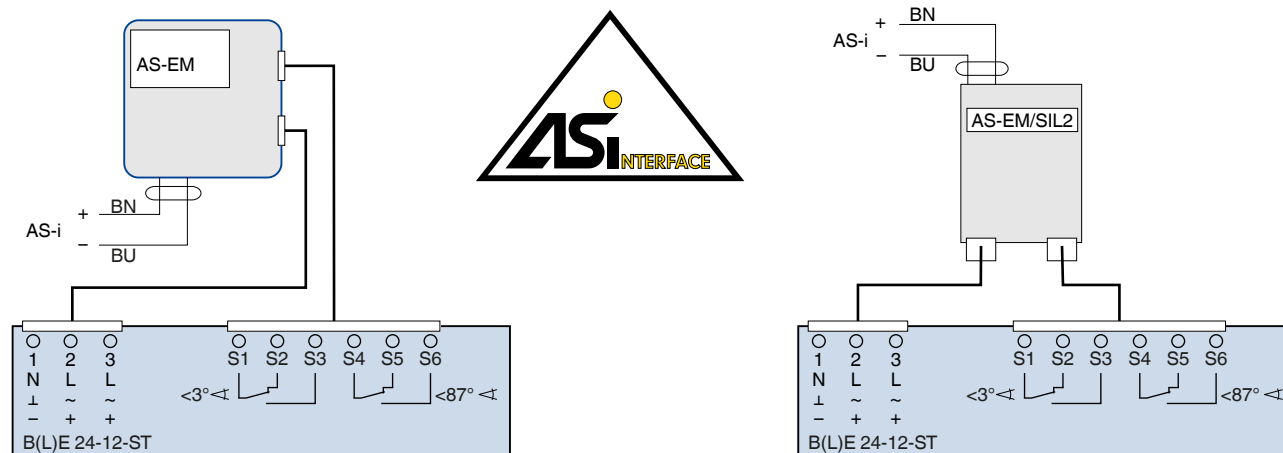 AS-EM
+ BN
AS-i
− BU
1 2 3 S1 S2 S3 S4 S5 S6
N L L
⊥ ~ ~
− + +
<3° <87°
B(L)E 24-12-ST
ASi INTERFACE
+ BN
AS-i
− BU
AS-EM/SIL2
1 2 3 S1 S2 S3 S4 S5 S6
N L L
⊥ ~ ~
− + +
<3° <87°
B(L)E 24-12-ST